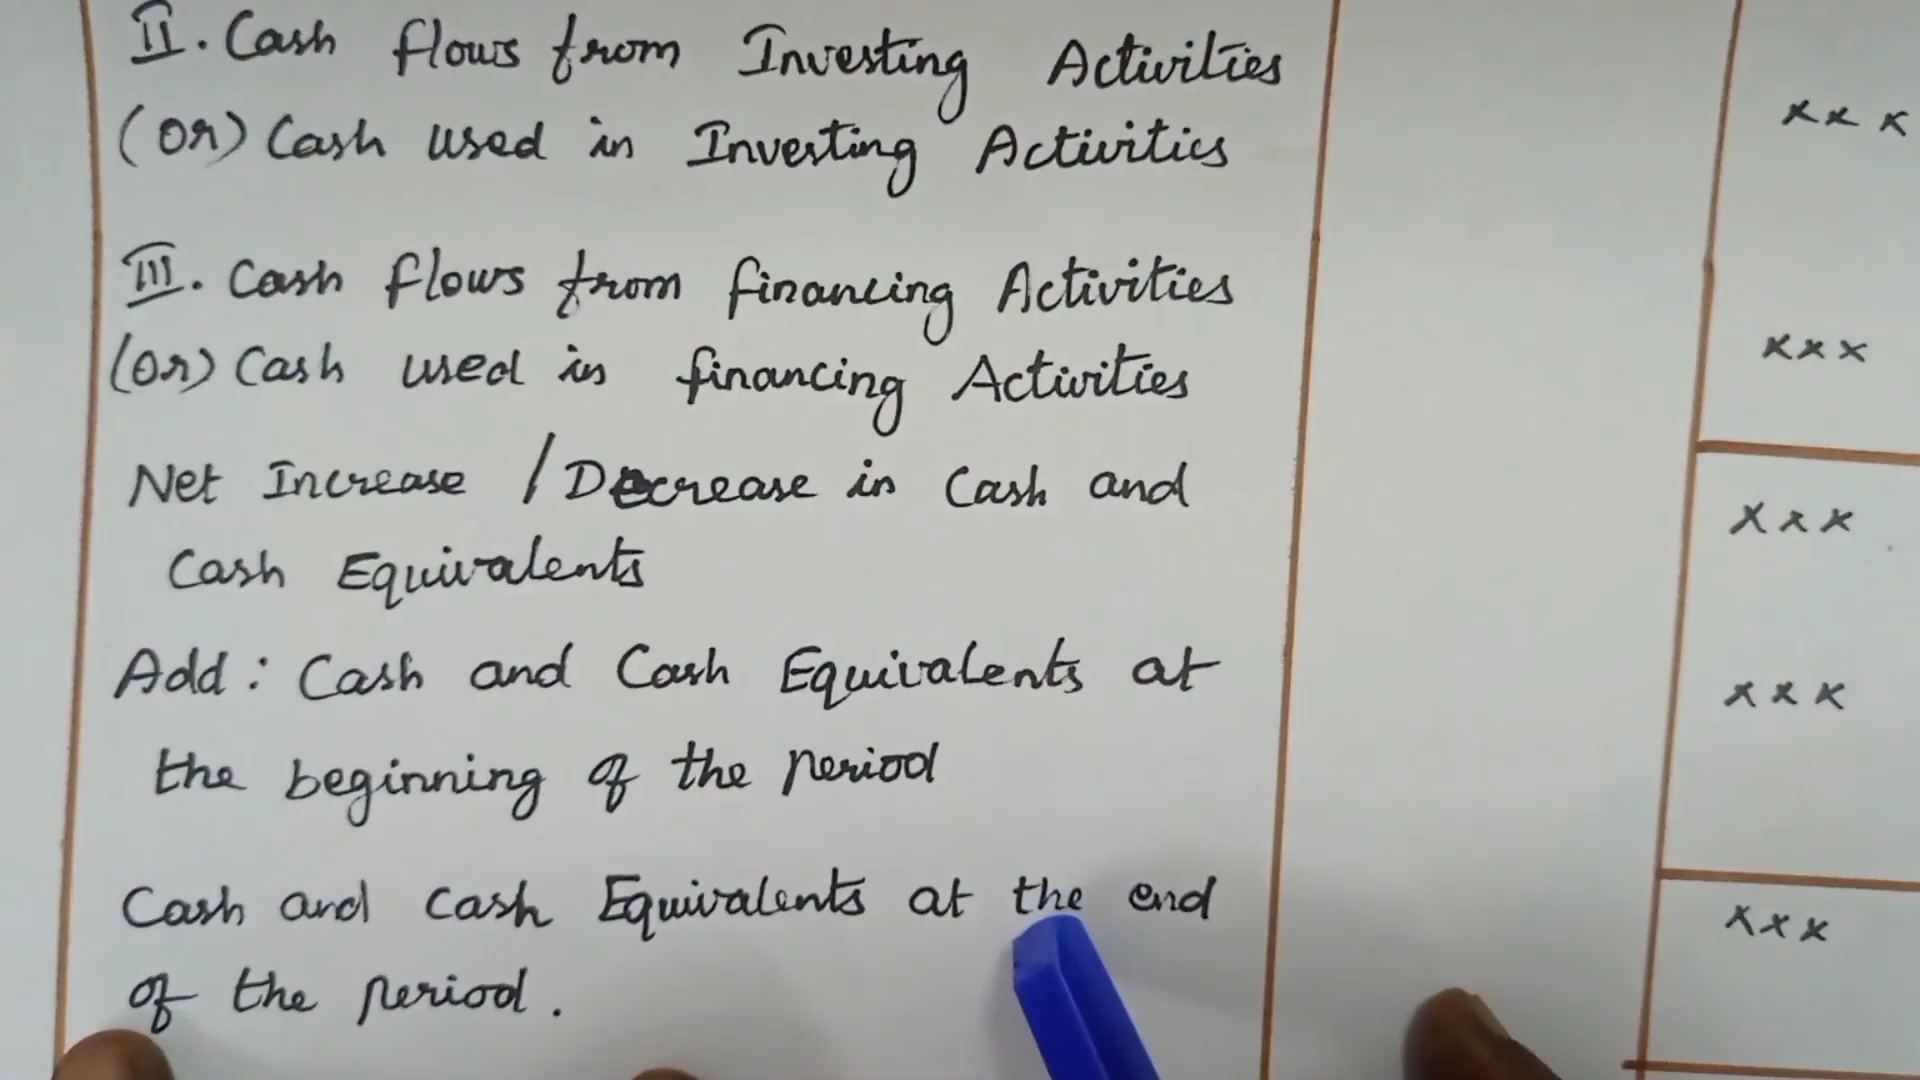 II. Cash flows from Investing Activities
(or) Cash used in Investing Activities
xxx
III. Cash flows from financing Activities
(or) Cash used in financing Activities
xxx
Net Increase / Decrease in Cash and
Cash Equivalents
xxx
Add: Cash and Cash Equivalents at
the beginning of the period
xxx
Cash and Cash Equivalents at the end
of the period.
xxx